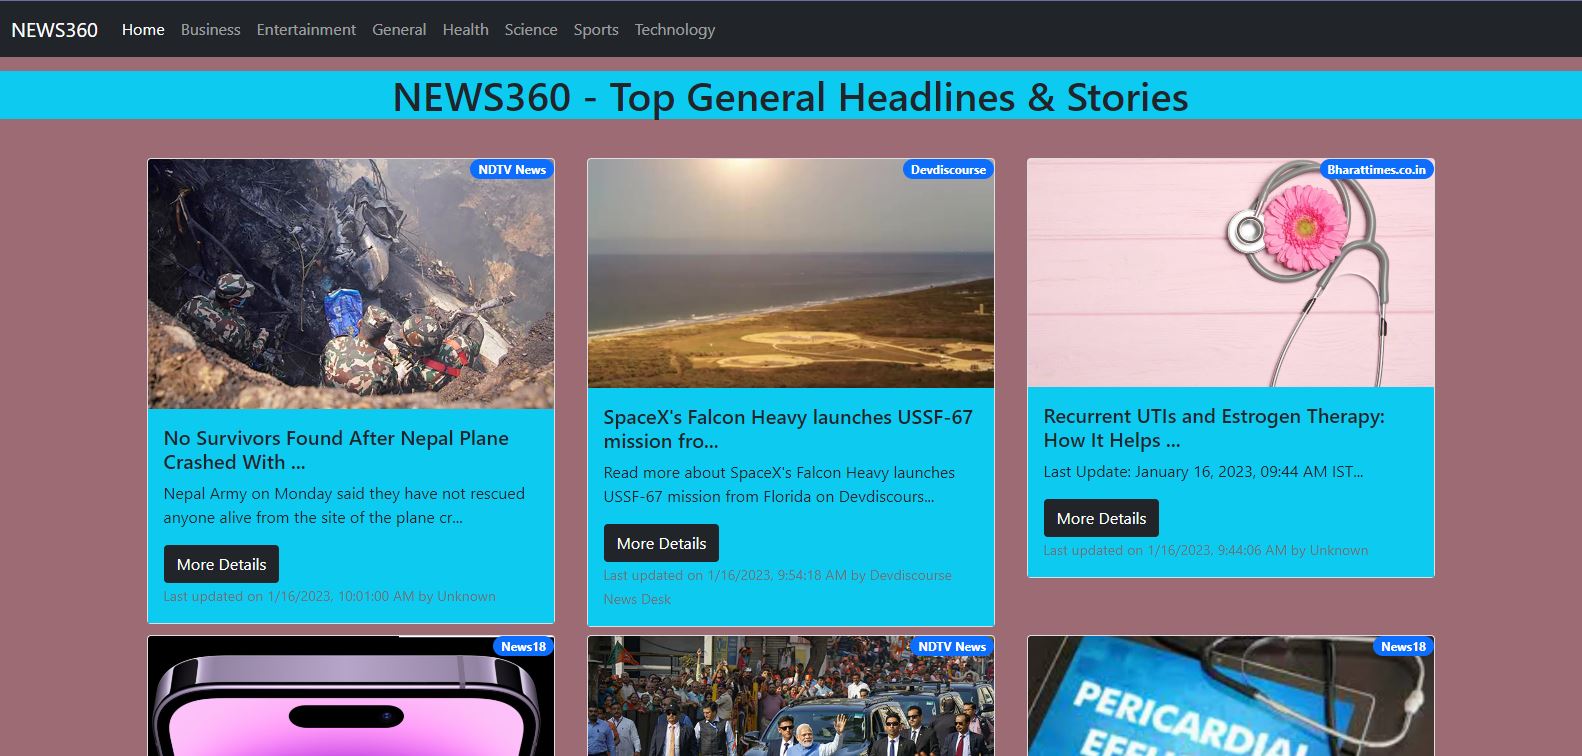 NEWS360 Home Business Entertainment General Health Science Sports Technology
NEWS360 - Top General Headlines & Stories
NDTV News
No Survivors Found After Nepal Plane
Crashed With ...
Nepal Army on Monday said they have not rescued
anyone alive from the site of the plane cr...
More Details
Last updated on 1/16/2023, 10:01:00 AM by Unknown
Devdiscourse
SpaceX's Falcon Heavy launches USSF-67
mission fro...
Read more about SpaceX's Falcon Heavy launches
USSF-67 mission from Florida on Devdiscours...
More Details
Last updated on 1/16/2023, 9:54:18 AM by Devdiscourse
News Desk
Bharattimes.co.in
Recurrent UTIs and Estrogen Therapy:
How It Helps ...
Last Update: January 16, 2023, 09:44 AM IST...
More Details
Last updated on 1/16/2023, 9:44:06 AM by Unknown
News18
NDTV News
News18
PERICARDIAL